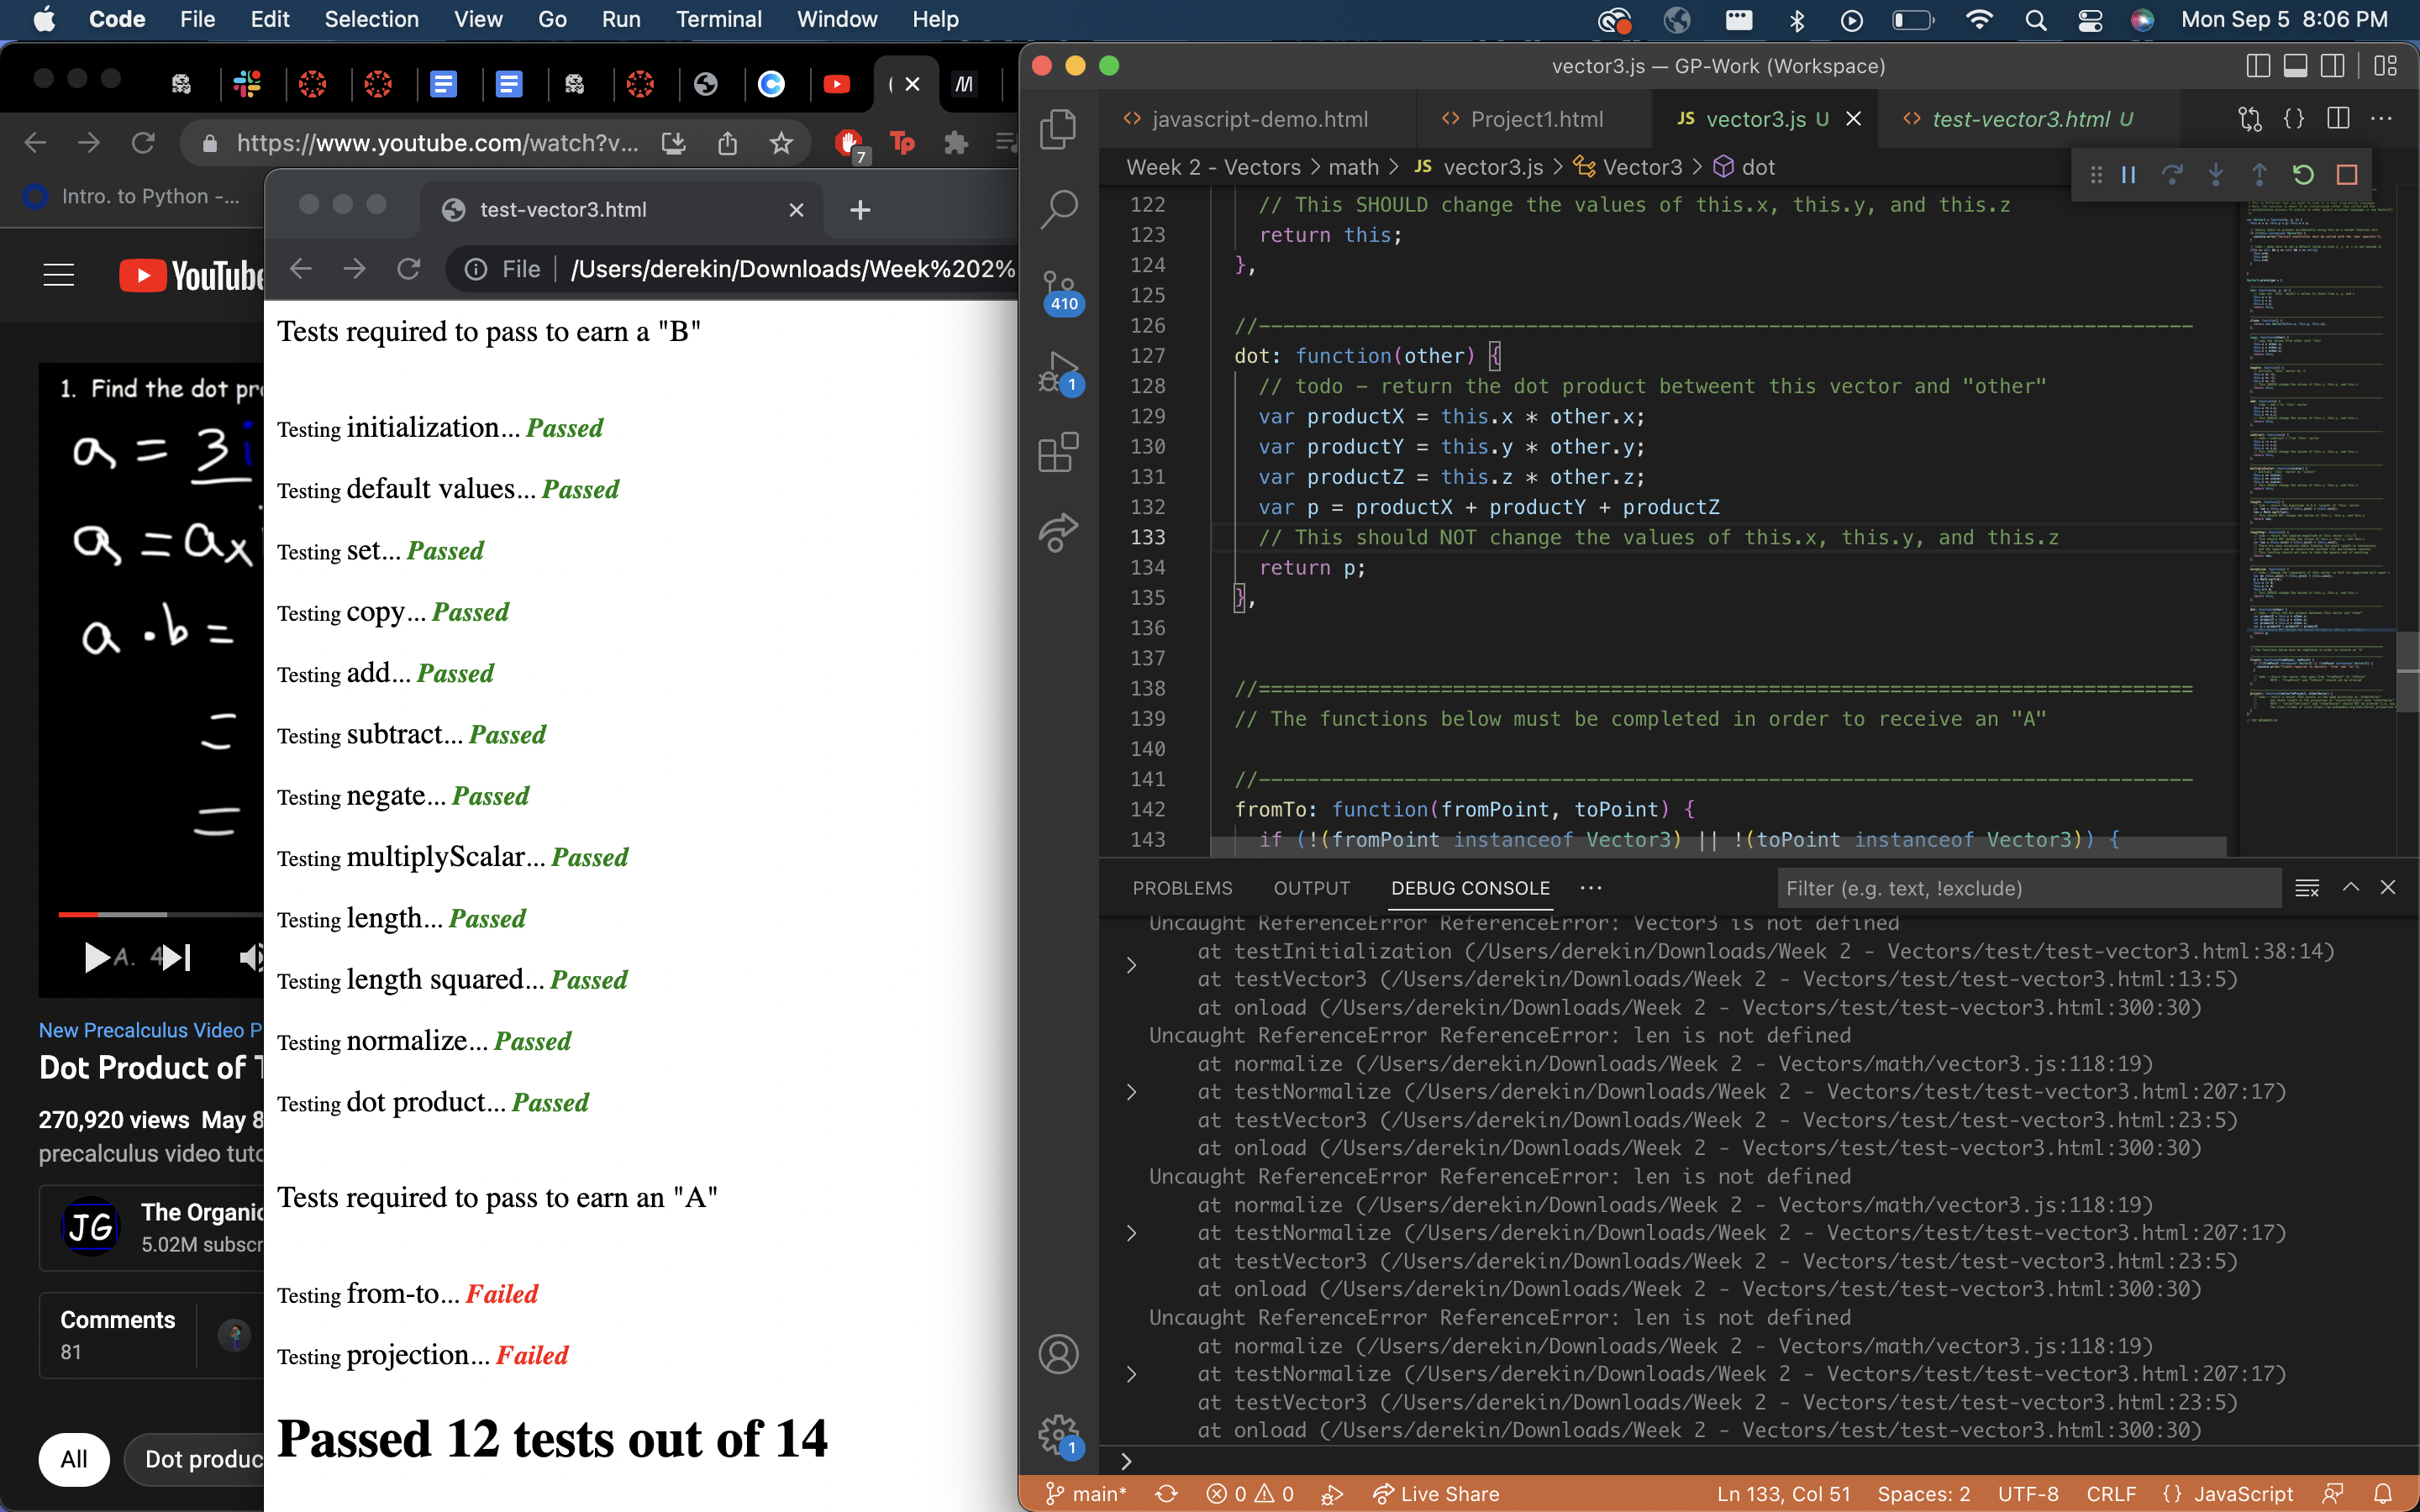 Code File Edit Selection View Go Run Terminal Window Help
Mon Sep 5 8:06 PM
https://www.youtube.com/watch?v...
7
Intro. to Python -...
YouTube
1. Find the dot pr
a = 3i
a = ax
a · b =
=
=
New Precalculus Video P
Dot Product of T
270,920 views May 8
precalculus video tuto
JG
The Organic
5.02M subscr
Comments
81
All
Dot produc
test-vector3.html
File /Users/derekin/Downloads/Week%202%
Tests required to pass to earn a "B"
Testing initialization... Passed
Testing default values... Passed
Testing set... Passed
Testing copy... Passed
Testing add... Passed
Testing subtract... Passed
Testing negate... Passed
Testing multiplyScalar... Passed
Testing length... Passed
Testing length squared... Passed
Testing normalize... Passed
Testing dot product... Passed
Tests required to pass to earn an "A"
Testing from-to... Failed
Testing projection... Failed
Passed 12 tests out of 14
vector3.js — GP-Work (Workspace)
javascript-demo.html
Project1.html
JS vector3.js U
test-vector3.html U
Week 2 - Vectors > math > JS vector3.js > Vector3 > dot
410
1
1
122 // This SHOULD change the values of this.x, this.y, and this.z
123 return this;
124 },
125
126 //-----------------------------------------------------------------------------
127 dot: function(other) {
128 // todo - return the dot product betweent this vector and "other"
129 var productX = this.x * other.x;
130 var productY = this.y * other.y;
131 var productZ = this.z * other.z;
132 var p = productX + productY + productZ
133 // This should NOT change the values of this.x, this.y, and this.z
134 return p;
135 },
136
137
138 //=============================================================================
139 // The functions below must be completed in order to receive an "A"
140
141 //-----------------------------------------------------------------------------
142 fromTo: function(fromPoint, toPoint) {
143 if (!(fromPoint instanceof Vector3) || !(toPoint instanceof Vector3)) {
PROBLEMS OUTPUT DEBUG CONSOLE
Filter (e.g. text, !exclude)
Uncaught ReferenceError ReferenceError: Vector3 is not defined
at testInitialization (/Users/derekin/Downloads/Week 2 - Vectors/test/test-vector3.html:38:14)
at testVector3 (/Users/derekin/Downloads/Week 2 - Vectors/test/test-vector3.html:13:5)
at onload (/Users/derekin/Downloads/Week 2 - Vectors/test/test-vector3.html:300:30)
Uncaught ReferenceError ReferenceError: len is not defined
at normalize (/Users/derekin/Downloads/Week 2 - Vectors/math/vector3.js:118:19)
at testNormalize (/Users/derekin/Downloads/Week 2 - Vectors/test/test-vector3.html:207:17)
at testVector3 (/Users/derekin/Downloads/Week 2 - Vectors/test/test-vector3.html:23:5)
at onload (/Users/derekin/Downloads/Week 2 - Vectors/test/test-vector3.html:300:30)
Uncaught ReferenceError ReferenceError: len is not defined
at normalize (/Users/derekin/Downloads/Week 2 - Vectors/math/vector3.js:118:19)
at testNormalize (/Users/derekin/Downloads/Week 2 - Vectors/test/test-vector3.html:207:17)
at testVector3 (/Users/derekin/Downloads/Week 2 - Vectors/test/test-vector3.html:23:5)
at onload (/Users/derekin/Downloads/Week 2 - Vectors/test/test-vector3.html:300:30)
Uncaught ReferenceError ReferenceError: len is not defined
at normalize (/Users/derekin/Downloads/Week 2 - Vectors/math/vector3.js:118:19)
at testNormalize (/Users/derekin/Downloads/Week 2 - Vectors/test/test-vector3.html:207:17)
at testVector3 (/Users/derekin/Downloads/Week 2 - Vectors/test/test-vector3.html:23:5)
at onload (/Users/derekin/Downloads/Week 2 - Vectors/test/test-vector3.html:300:30)
main* 0 0 Live Share
Ln 133, Col 51 Spaces: 2 UTF-8 CRLF {} JavaScript